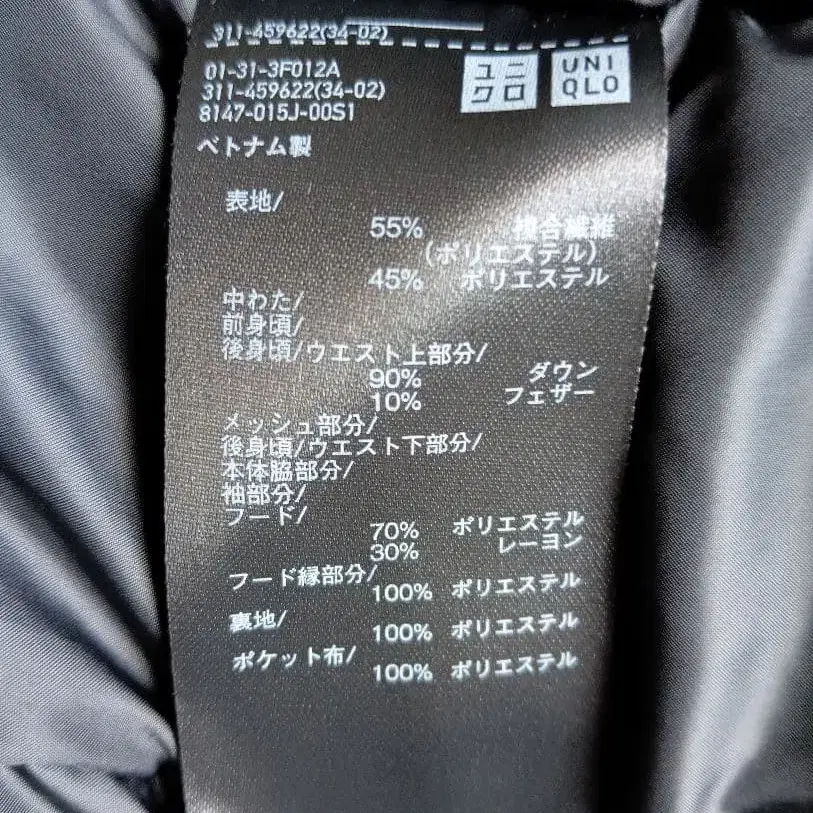 311-459622(34-02)
01-31-3F012A
311-459622(34-02)
8147-015J-00S1
ユニクロ
UNIQLO
ベトナム製
表地/
55% 複合繊維
(ポリエステル)
45% ポリエステル
中わた/
前身頃/
後身頃/ウエスト上部分/
90% ダウン
10% フェザー
メッシュ部分/
後身頃/ウエスト下部分/
本体脇部分/
袖部分/
フード/
70% ポリエステル
30% レーヨン
フード縁部分/
100% ポリエステル
裏地/
100% ポリエステル
ポケット布/
100% ポリエステル